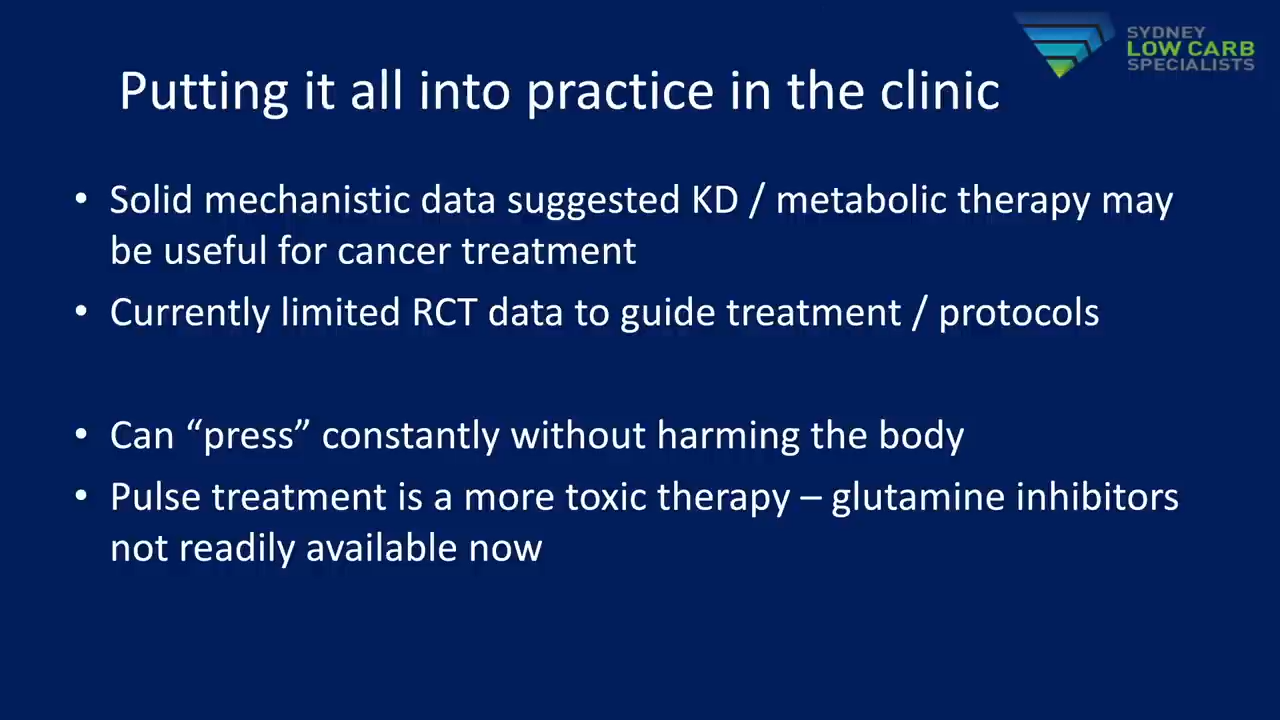 SYDNEY
LOW CARB
SPECIALISTS
Putting it all into practice in the clinic
• Solid mechanistic data suggested KD / metabolic therapy may
be useful for cancer treatment
• Currently limited RCT data to guide treatment / protocols
• Can “press” constantly without harming the body
• Pulse treatment is a more toxic therapy – glutamine inhibitors
not readily available now